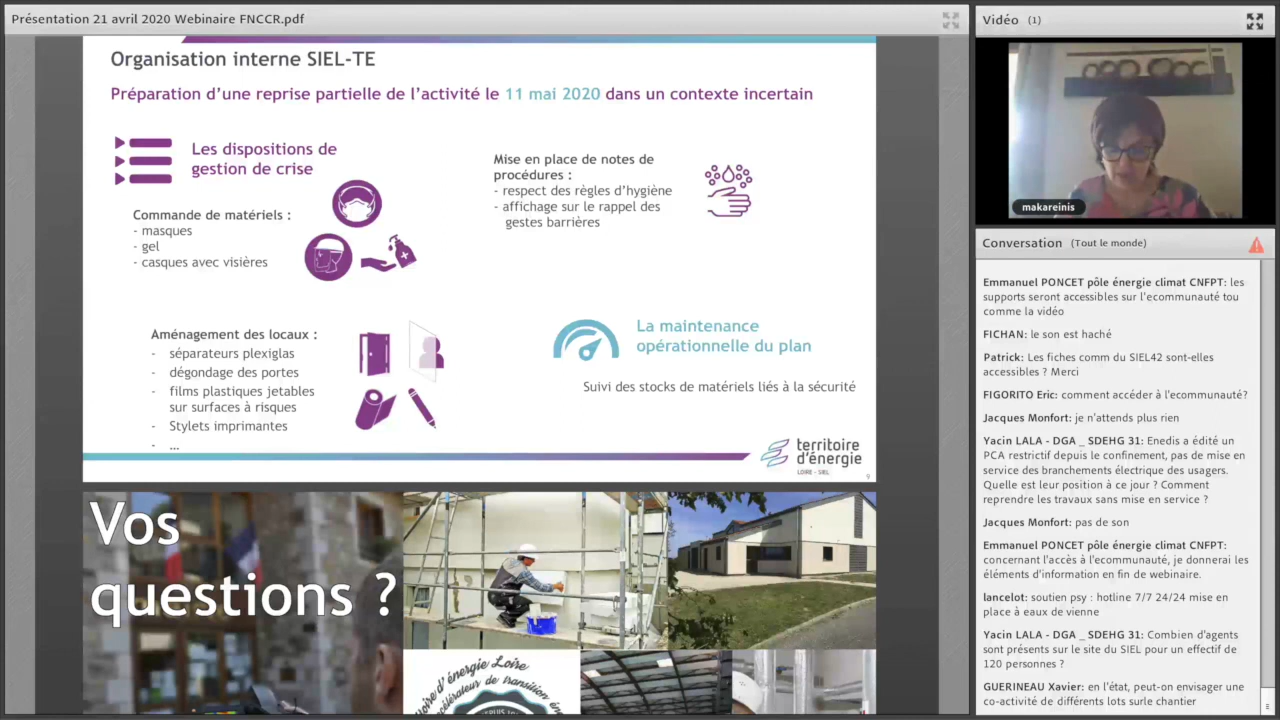 Présentation 21 avril 2020 Webinaire FNCCR.pdf
Organisation interne SIEL-TE
Préparation d'une reprise partielle de l'activité le 11 mai 2020 dans un contexte incertain
Les dispositions de
gestion de crise
Commande de matériels :
- masques
- gel
- casques avec visières
Mise en place de notes de
procédures :
- respect des règles d'hygiène
- affichage sur le rappel des
gestes barrières
Aménagement des locaux :
- séparateurs plexiglas
- dégondage des portes
- films plastiques jetables
sur surfaces à risques
- Stylets imprimantes
- ...
La maintenance
opérationnelle du plan
Suivi des stocks de matériels liés à la sécurité
territoire
d'énergie
LOIRE - SIEL
9
Vos
questions ?
d'énergie Loire
de transition
Vidéo (1)
makareinis
Conversation (Tout le monde)
Emmanuel PONCET pôle énergie climat CNFPT: les
supports seront accessibles sur l'ecommunauté tou
comme la vidéo
FICHAN: le son est haché
Patrick: Les fiches comm du SIEL42 sont-elles
accessibles ? Merci
FIGORITO Eric: comment accéder à l'ecommunauté?
Jacques Monfort: je n'attends plus rien
Yacin LALA - DGA _ SDEHG 31: Enedis a édité un
PCA restrictif depuis le confinement, pas de mise en
service des branchements électrique des usagers.
Quelle est leur position à ce jour ? Comment
reprendre les travaux sans mise en service ?
Jacques Monfort: pas de son
Emmanuel PONCET pôle énergie climat CNFPT:
concernant l'accès à l'ecommunauté, je donnerai les
éléments d'information en fin de webinaire.
lancelot: soutien psy : hotline 7/7 24/24 mise en
place à eaux de vienne
Yacin LALA - DGA _ SDEHG 31: Combien d'agents
sont présents sur le site du SIEL pour un effectif de
120 personnes ?
GUERINEAU Xavier: en l'état, peut-on envisager une
co-activité de différents lots surle chantier